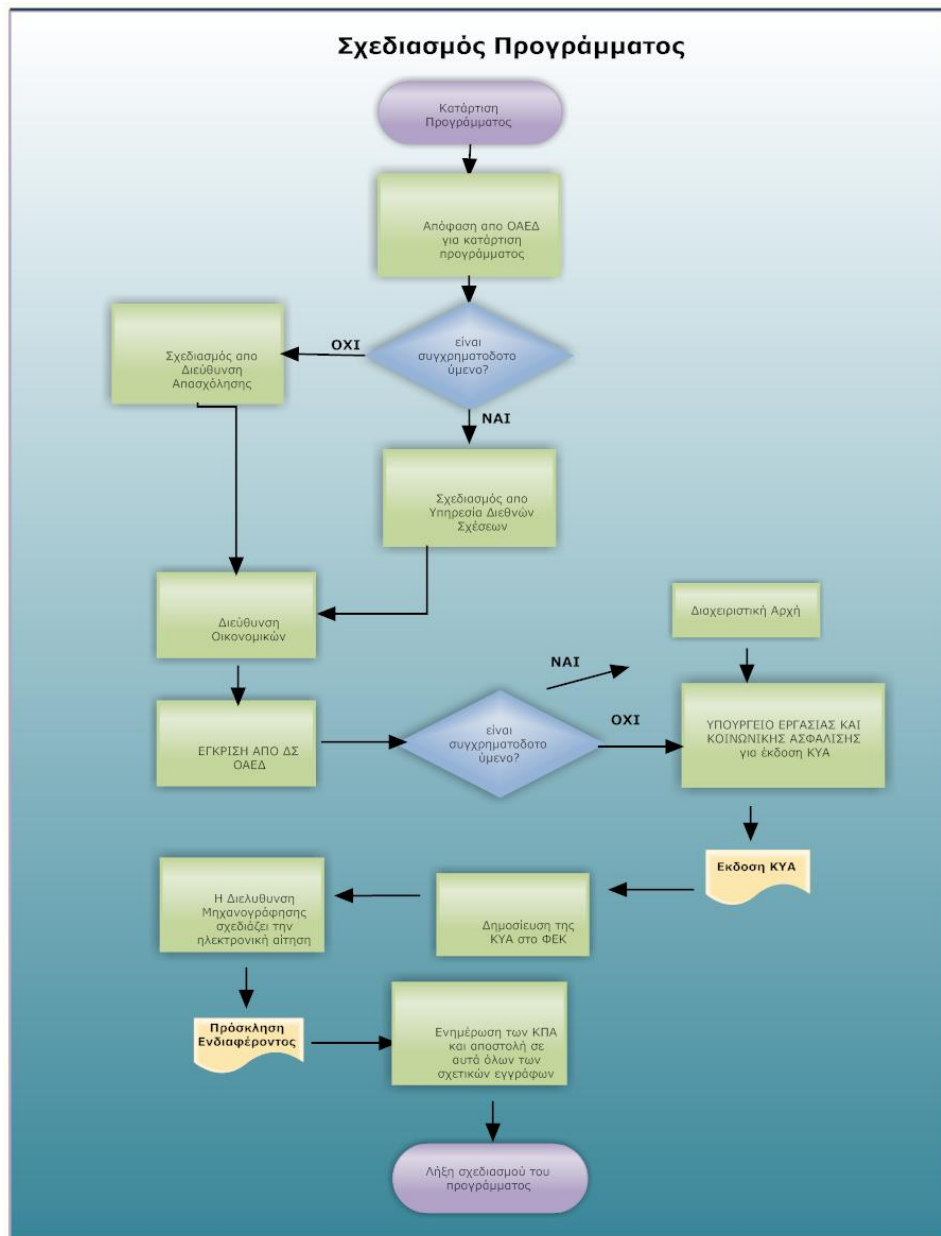 Σχεδιασμός Προγράμματος
Κατάρτιση
Προγράμματος
Απόφαση απο ΟΑΕΔ
για κατάρτιση
προγράμματος
είναι
συγχρηματοδοτο
ύμενο?
ΟΧΙ
Σχεδιασμός απο
Διεύθυνση
Απασχόλησης
ΝΑΙ
Σχεδιασμός απο
Υπηρεσία Διεθνών
Σχέσεων
Διεύθυνση
Οικονομικών
Διαχειριστική Αρχή
ΝΑΙ
ΕΓΚΡΙΣΗ ΑΠΟ ΔΣ
ΟΑΕΔ
είναι
συγχρηματοδοτο
ύμενο?
ΟΧΙ
ΥΠΟΥΡΓΕΙΟ ΕΡΓΑΣΙΑΣ ΚΑΙ
ΚΟΙΝΩΝΙΚΗΣ ΑΣΦΑΛΙΣΗΣ
για έκδοση ΚΥΑ
Εκδοση ΚΥΑ
Δημοσίευση της
ΚΥΑ στο ΦΕΚ
Η Διελυθυνση
Μηχανογράφησης
σχεδιάζει την
ηλεκτρονική αίτηση
Πρόσκληση
Ενδιαφέροντος
Ενημέρωση των ΚΠΑ
και αποστολή σε
αυτά όλων των
σχετικών εγγράφων
Λήξη σχεδιασμού του
προγράμματος